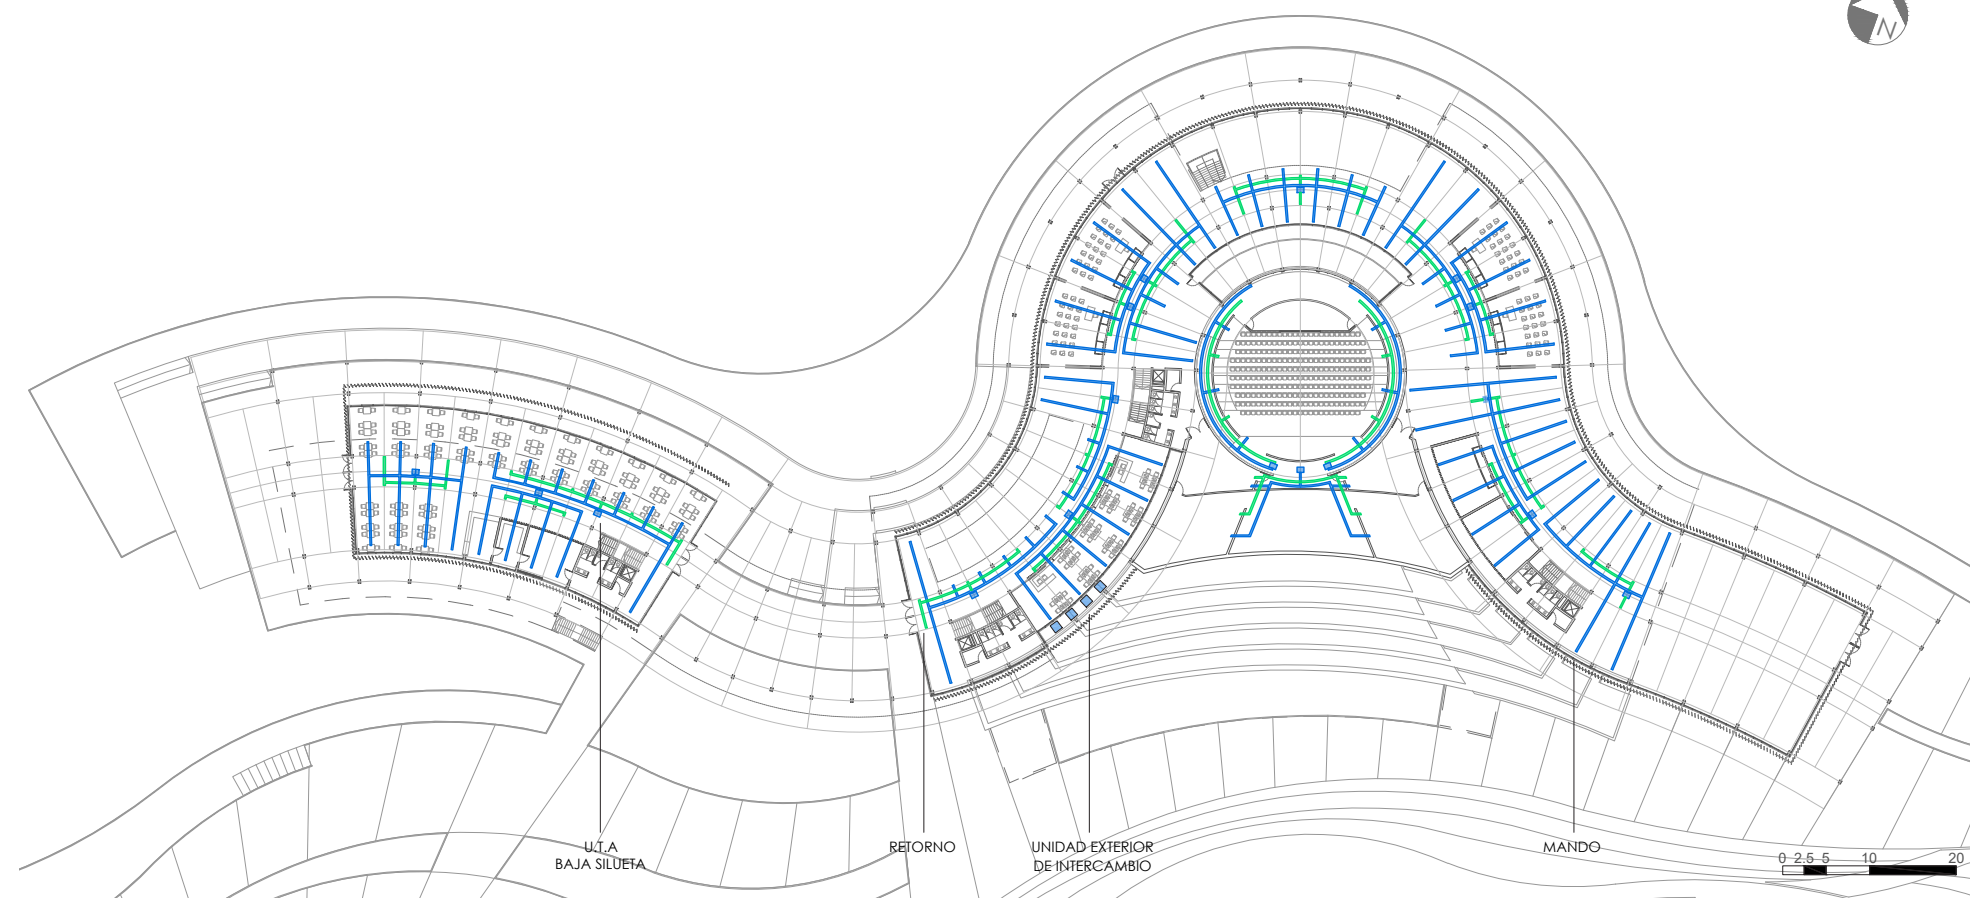 N
U.T.A
BAJA SILUETA
RETORNO
UNIDAD EXTERIOR
DE INTERCAMBIO
MANDO
0 2.5 5 10 20